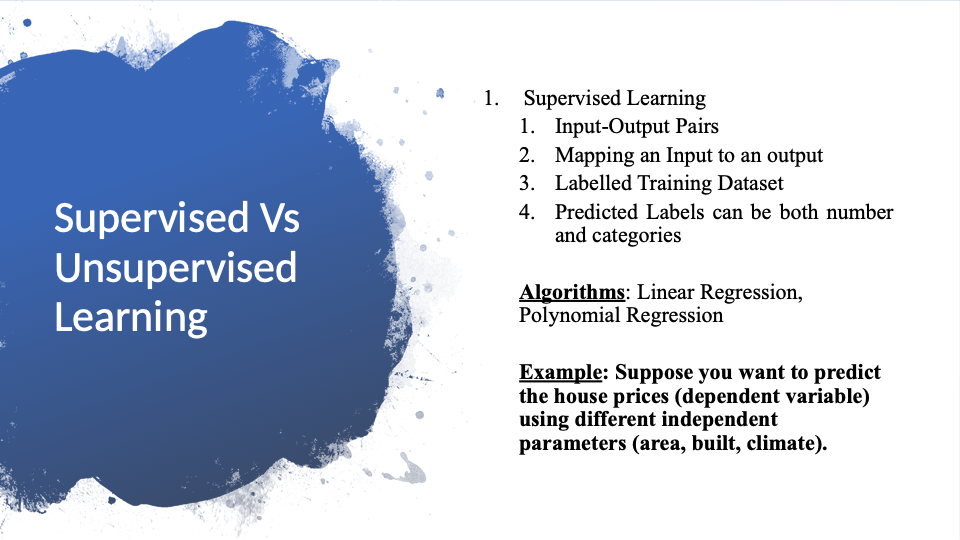 Supervised Vs
Unsupervised
Learning
1. Supervised Learning
1. Input-Output Pairs
2. Mapping an Input to an output
3. Labelled Training Dataset
4. Predicted Labels can be both number
and categories
Algorithms: Linear Regression,
Polynomial Regression
Example: Suppose you want to predict
the house prices (dependent variable)
using different independent
parameters (area, built, climate).